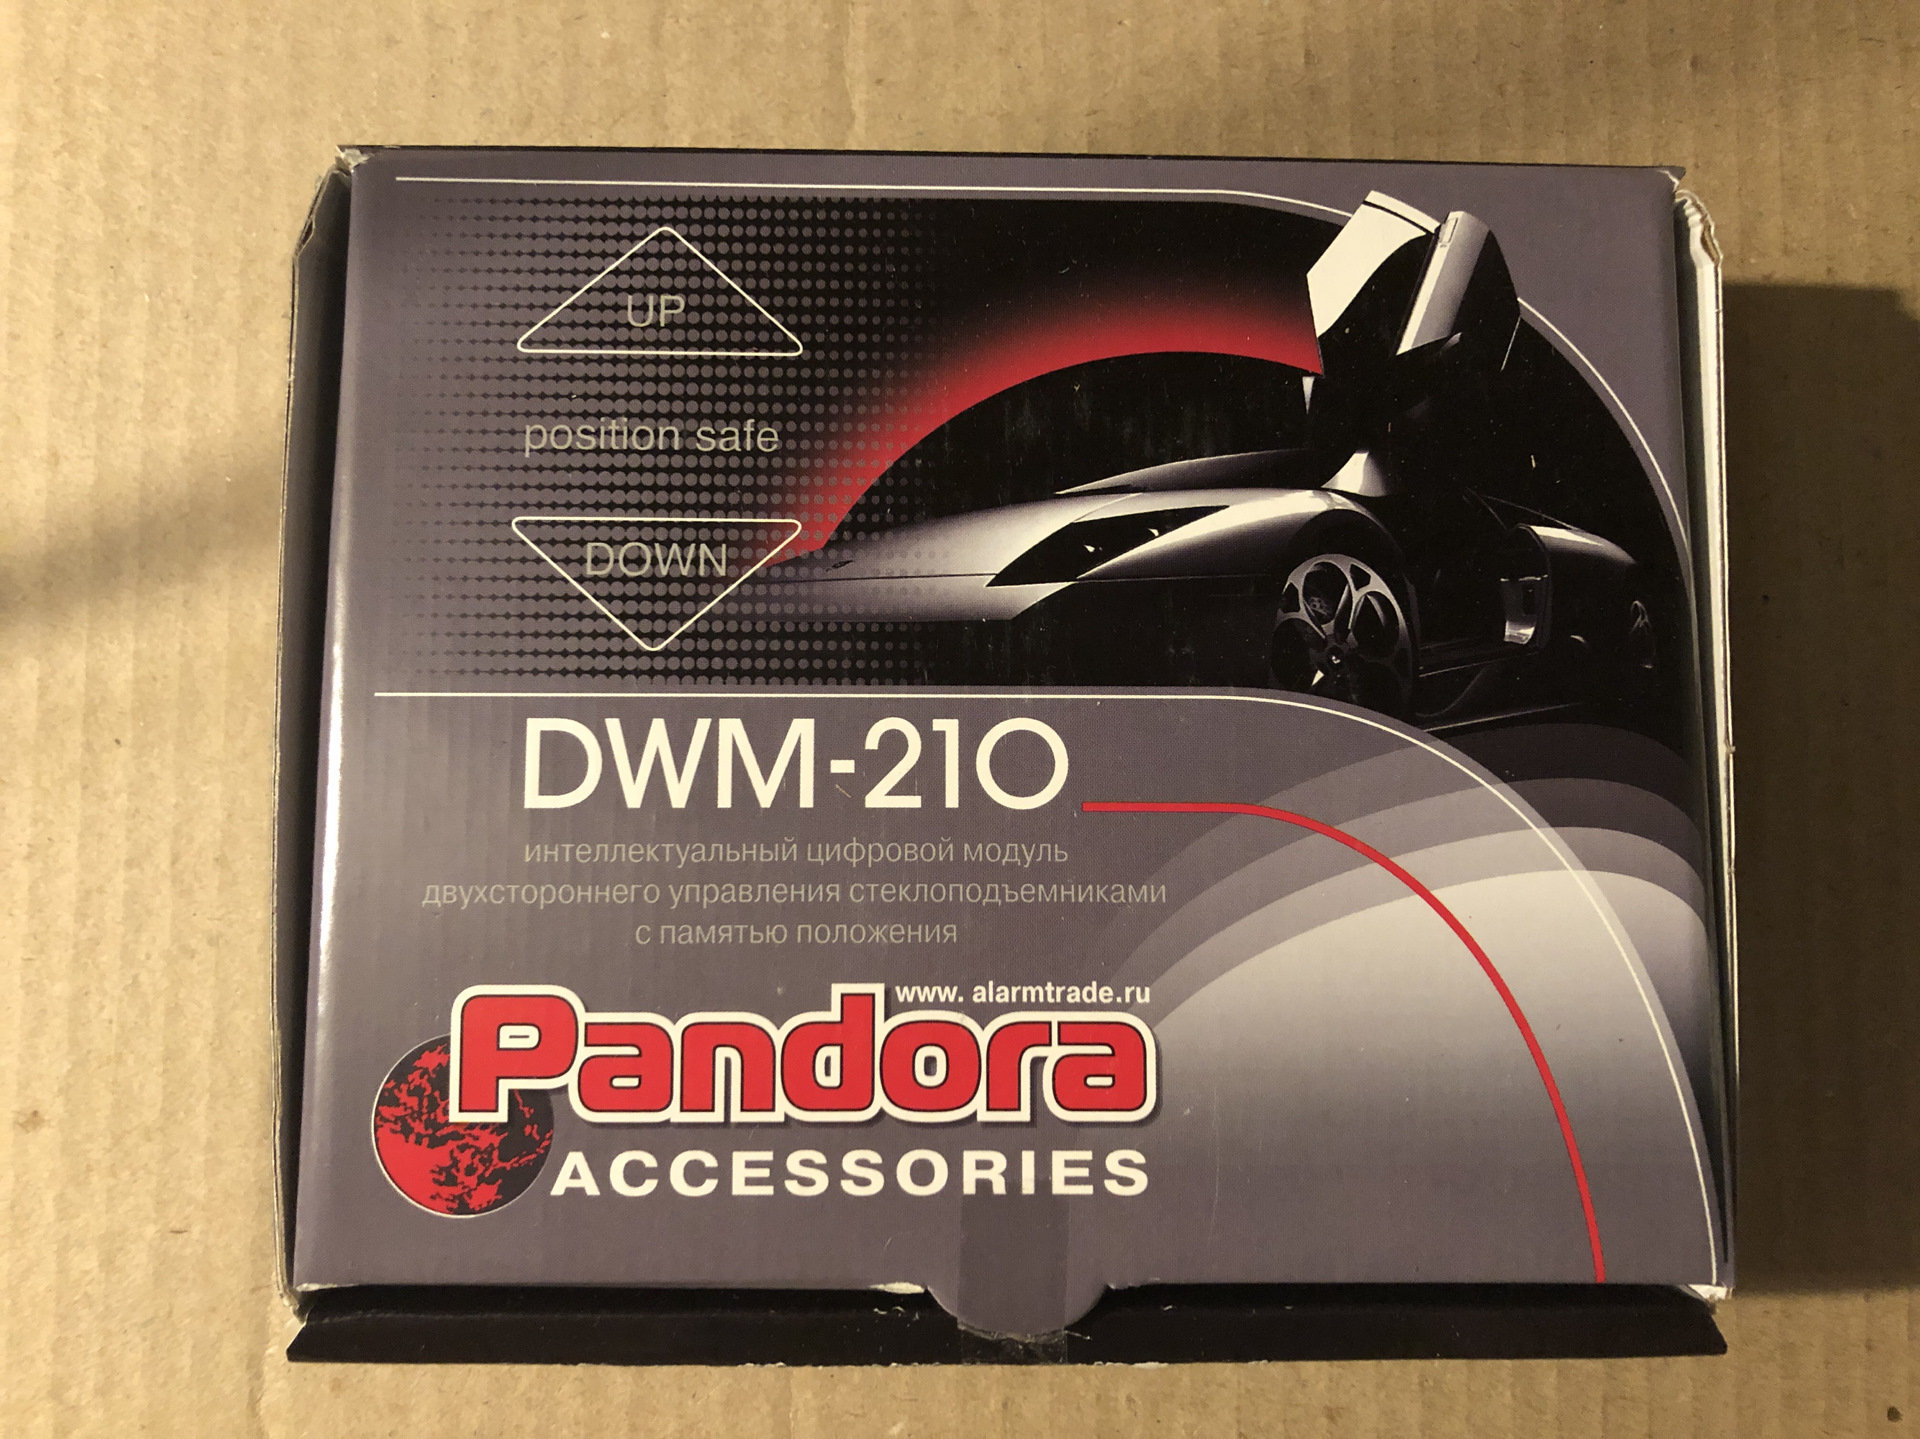 UP
position safe
DOWN
DWM-210
интеллектуальный цифровой модуль
двухстороннего управления стеклоподъемниками
с памятью положения
www. alarmtrade.ru
Pandora
ACCESSORIES